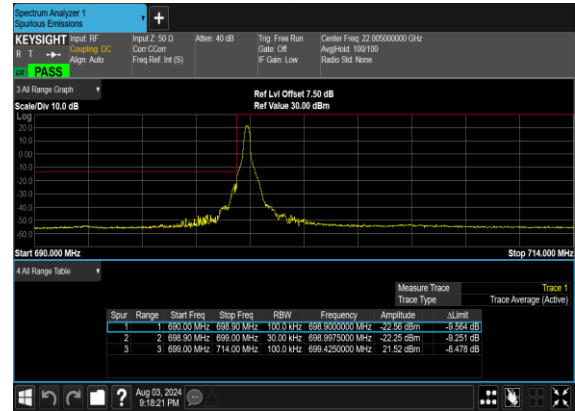 Spectrum Analyzer 1
Spurious Emissions
KEYSIGHT Input: RF Input Z: 50 Ω Atten: 40 dB Trig: Free Run Center Freq: 22.005000000 GHz
R T Coupling: DC Corr CCorr Gate: Off Avg|Hold: 100/100
Align: Auto Freq Ref: Int (S) IF Gain: Low Radio Std: None
PASS
3 All Range Graph
Ref Lvl Offset 7.50 dB
Scale/Div 10.0 dB Ref Value 30.00 dBm
Log
20.0
10.0
0.00
-10.0
-20.0
-30.0
-40.0
-50.0
-60.0
Start 690.000 MHz Stop 714.000 MHz
4 All Range Table
Measure Trace Trace 1
Trace Type Trace Average (Active)
Spur Range Start Freq Stop Freq RBW Frequency Amplitude ΔLimit
1 1 690.00 MHz 698.90 MHz 100.0 kHz 698.9000000 MHz -22.56 dBm -9.564 dB
2 2 698.90 MHz 699.00 MHz 30.00 kHz 698.9975000 MHz -22.25 dBm -9.251 dB
3 3 699.00 MHz 714.00 MHz 100.0 kHz 699.4250000 MHz 21.52 dBm -8.478 dB
? Aug 03, 2024
9:18:21 PM